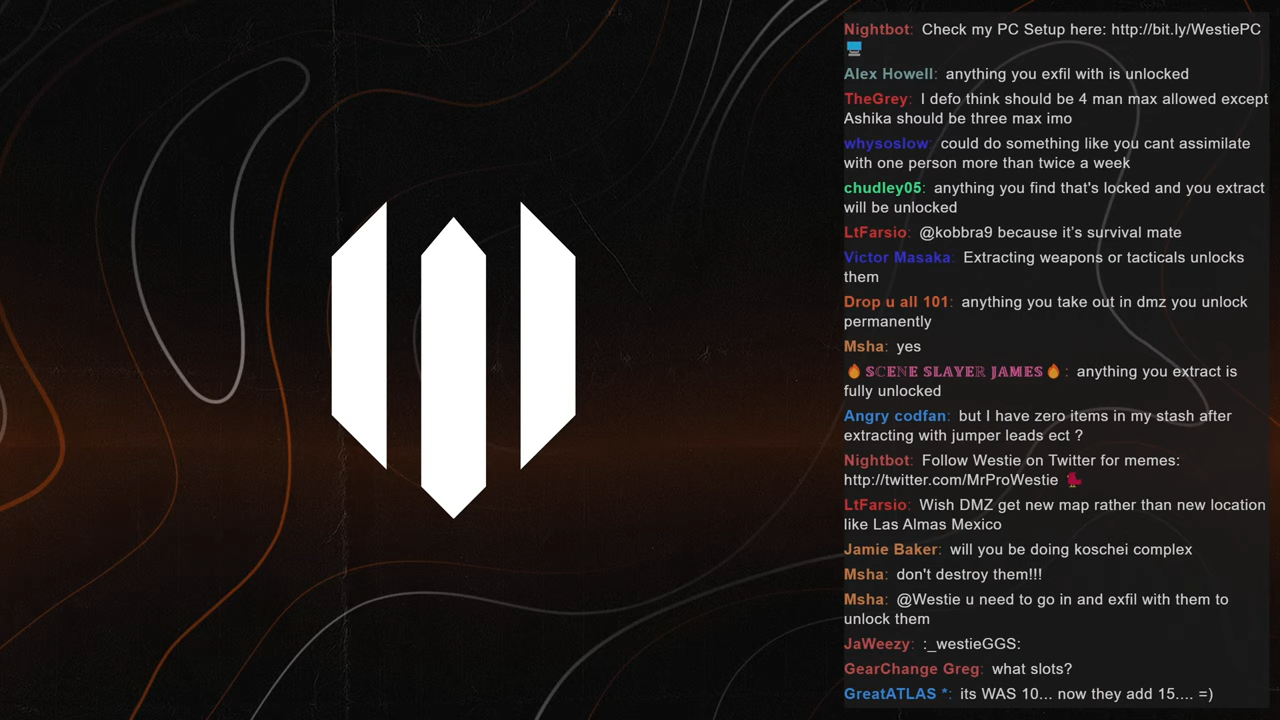 Nightbot: Check my PC Setup here: http://bit.ly/WestiePC
🖥️
Alex Howell: anything you exfil with is unlocked
TheGrey: I defo think should be 4 man max allowed except
Ashika should be three max imo
whysoslow: could do something like you cant assimilate
with one person more than twice a week
chudley05: anything you find that's locked and you extract
will be unlocked
LtFarsio: @kobbra9 because it's survival mate
Victor Masaka: Extracting weapons or tacticals unlocks
them
Drop u all 101: anything you take out in dmz you unlock
permanently
Msha: yes
🔥 𝕊ℂ𝔼ℕ𝔼 𝕊𝕃𝔸𝕐𝔼ℝ 𝕁𝔸𝕄𝔼𝕊 🔥: anything you extract is
fully unlocked
Angry codfan: but I have zero items in my stash after
extracting with jumper leads ect ?
Nightbot: Follow Westie on Twitter for memes:
http://twitter.com/MrProWestie 🐦
LtFarsio: Wish DMZ get new map rather than new location
like Las Almas Mexico
Jamie Baker: will you be doing koschei complex
Msha: don't destroy them!!!
Msha: @Westie u need to go in and exfil with them to
unlock them
JaWeezy: :_westieGGS:
GearChange Greg: what slots?
GreatATLAS *: its WAS 10... now they add 15.... =)